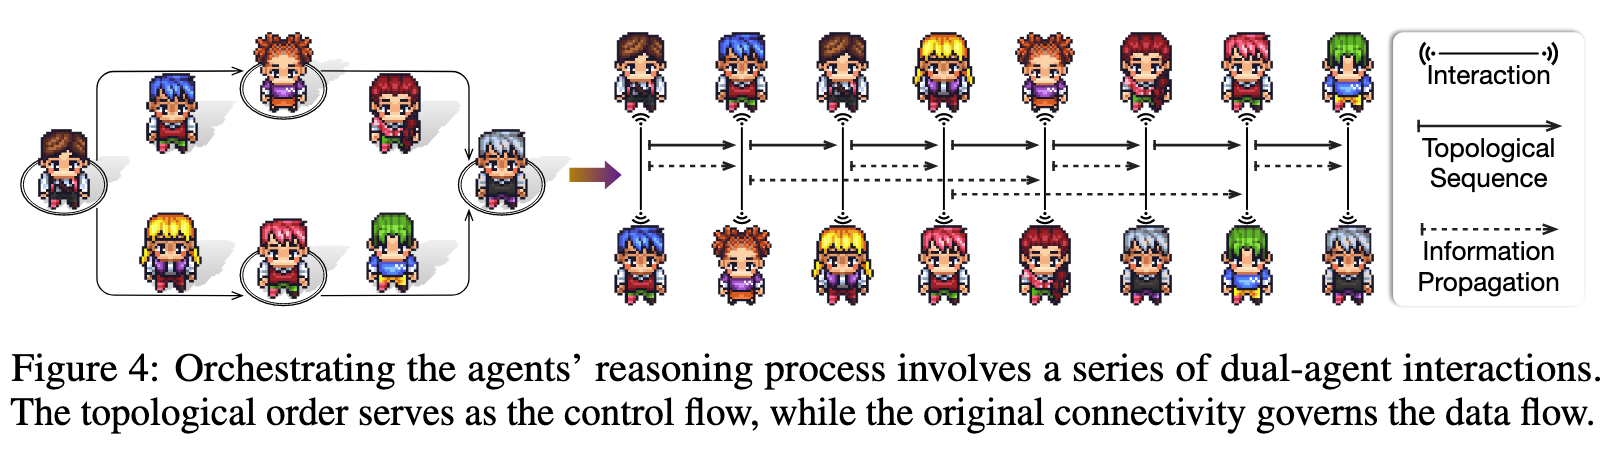 Interaction
Topological
Sequence
Information
Propagation
Figure 4: Orchestrating the agents’ reasoning process involves a series of dual-agent interactions.
The topological order serves as the control flow, while the original connectivity governs the data flow.